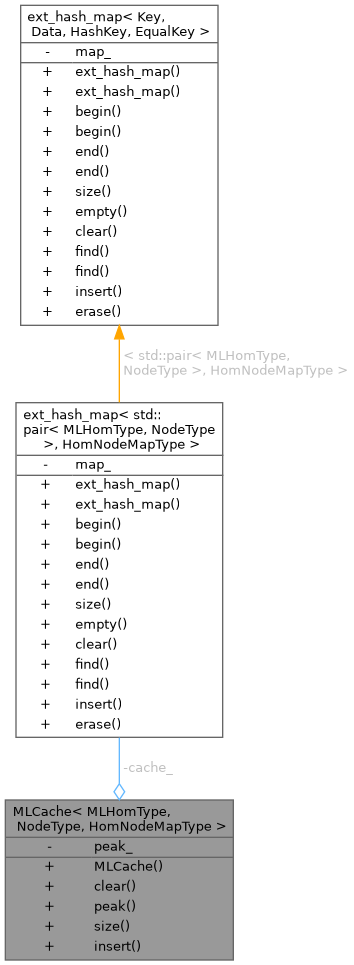 ext_hash_map< Key,
Data, HashKey, EqualKey >
- map_
+ ext_hash_map()
+ ext_hash_map()
+ begin()
+ begin()
+ end()
+ end()
+ size()
+ empty()
+ clear()
+ find()
+ find()
+ insert()
+ erase()
< std::pair< MLHomType,
NodeType >, HomNodeMapType >
ext_hash_map< std::
pair< MLHomType, NodeType
>, HomNodeMapType >
- map_
+ ext_hash_map()
+ ext_hash_map()
+ begin()
+ begin()
+ end()
+ end()
+ size()
+ empty()
+ clear()
+ find()
+ find()
+ insert()
+ erase()
-cache_
MLCache< MLHomType,
NodeType, HomNodeMapType >
- peak_
+ MLCache()
+ clear()
+ peak()
+ size()
+ insert()